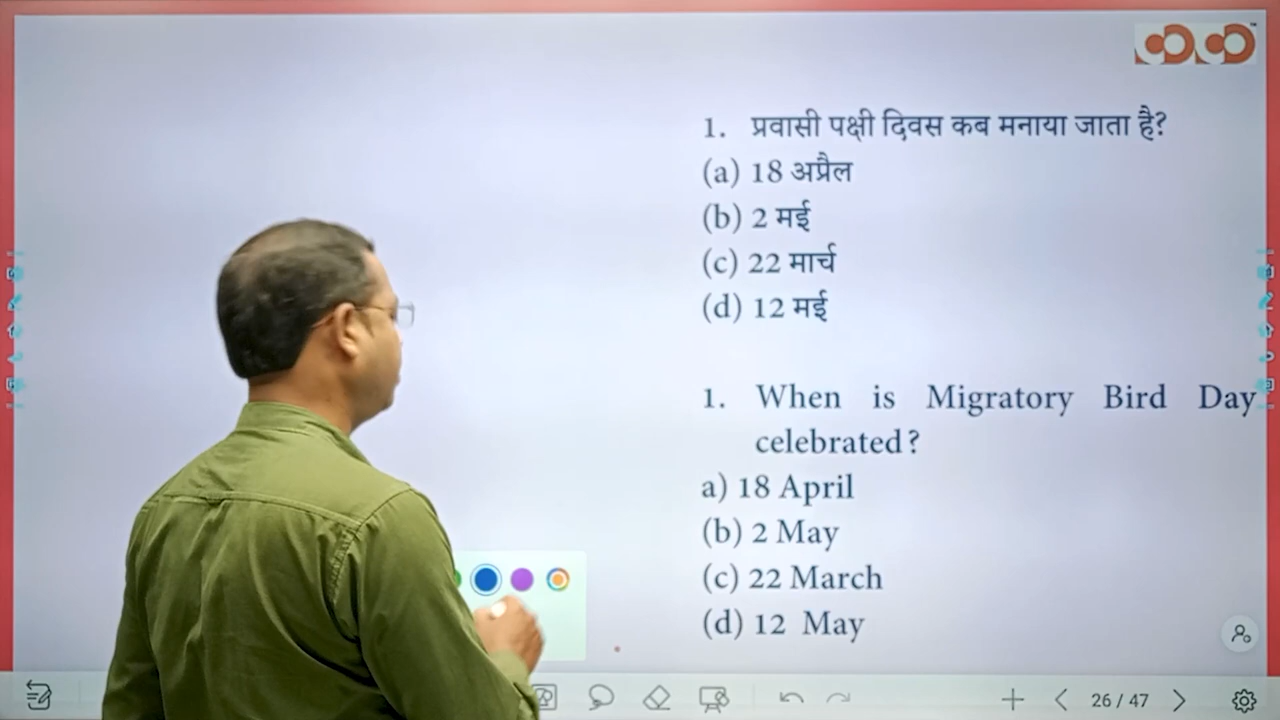 1. प्रवासी पक्षी दिवस कब मनाया जाता है?
(a) 18 अप्रैल
(b) 2 मई
(c) 22 मार्च
(d) 12 मई
1. When is Migratory Bird Day
celebrated?
a) 18 April
(b) 2 May
(c) 22 March
(d) 12 May
26 / 47